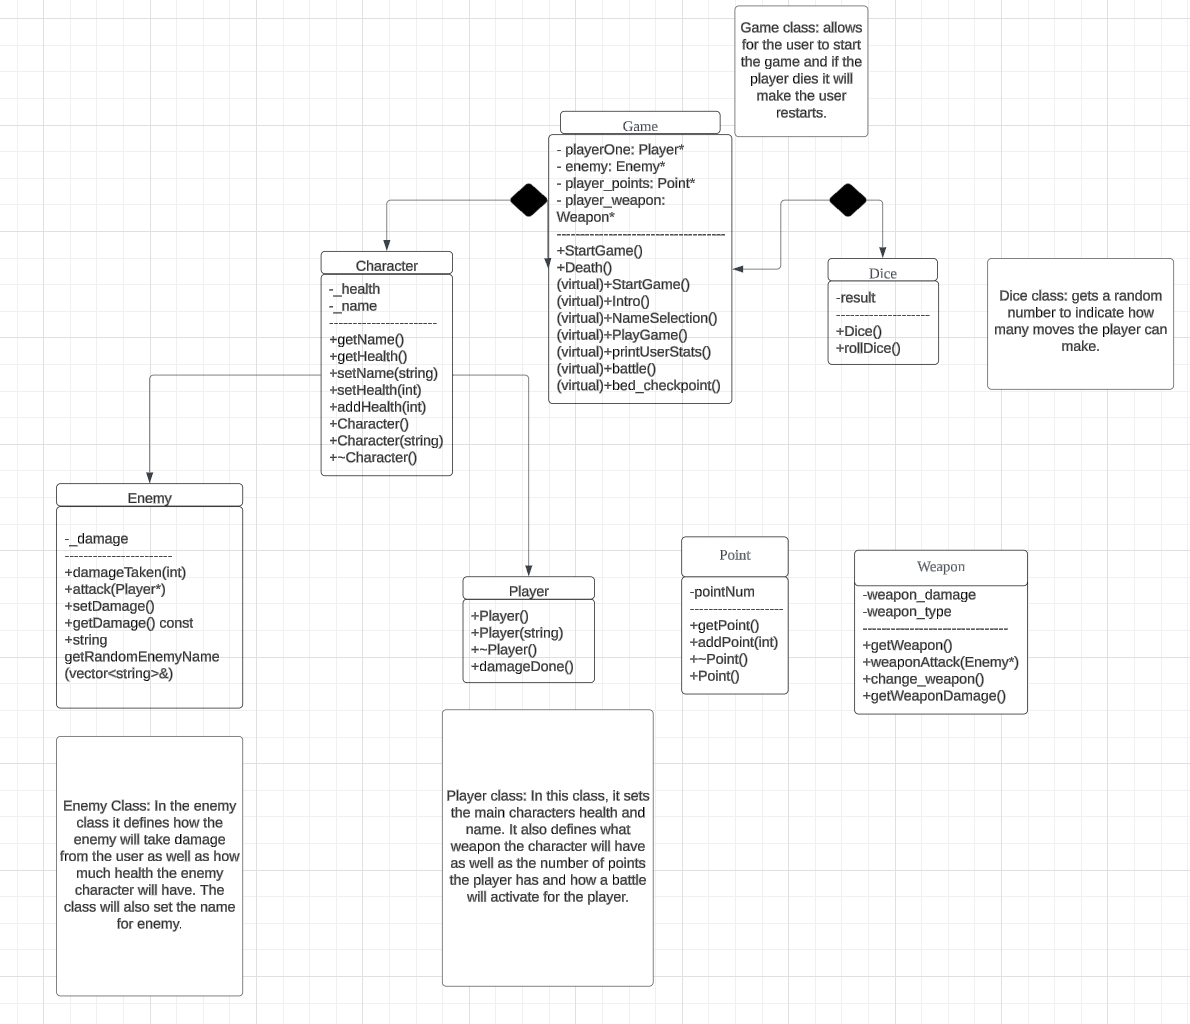 Game class: allows
for the user to start
the game and if the
player dies it will
make the user
restarts.
Game
- playerOne: Player*
- enemy: Enemy*
- player_points: Point*
- player_weapon:
Weapon*
------------------------------------
+StartGame()
+Death()
(virtual)+StartGame()
(virtual)+Intro()
(virtual)+NameSelection()
(virtual)+PlayGame()
(virtual)+printUserStats()
(virtual)+battle()
(virtual)+bed_checkpoint()
Character
-_health
-_name
-----------------------
+getName()
+getHealth()
+setName(string)
+setHealth(int)
+addHealth(int)
+Character()
+Character(string)
+~Character()
Dice
-result
--------------------
+Dice()
+rollDice()
Dice class: gets a random
number to indicate how
many moves the player can
make.
Enemy
-_damage
-----------------------
+damageTaken(int)
+attack(Player*)
+setDamage()
+getDamage() const
+string
getRandomEnemyName
(vector<string>&)
Player
+Player()
+Player(string)
+~Player()
+damageDone()
Point
-pointNum
--------------------
+getPoint()
+addPoint(int)
+~Point()
+Point()
Weapon
-weapon_damage
-weapon_type
-------------------------------
+getWeapon()
+weaponAttack(Enemy*)
+change_weapon()
+getWeaponDamage()
Enemy Class: In the enemy
class it defines how the
enemy will take damage
from the user as well as how
much health the enemy
character will have. The
class will also set the name
for enemy.
Player class: In this class, it sets
the main characters health and
name. It also defines what
weapon the character will have
as well as the number of points
the player has and how a battle
will activate for the player.